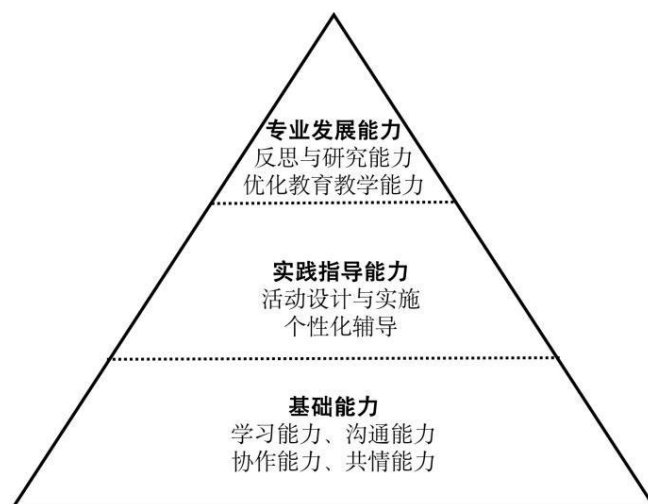 专业发展能力
反思与研究能力
优化教育教学能力
实践指导能力
活动设计与实施
个性化辅导
基础能力
学习能力、沟通能力
协作能力、共情能力